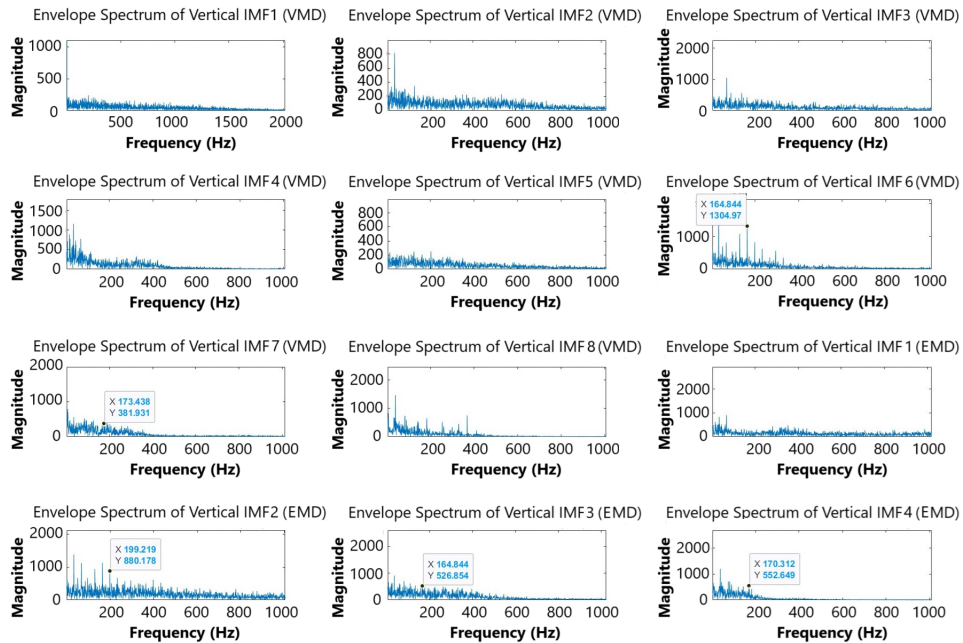 Envelope Spectrum of Vertical IMF1 (VMD)
Magnitude
1000
500
0
500 1000 1500 2000
Frequency (Hz)
Envelope Spectrum of Vertical IMF2 (VMD)
Magnitude
800
600
400
200
0
200 400 600 800 1000
Frequency (Hz)
Envelope Spectrum of Vertical IMF3 (VMD)
Magnitude
2000
1000
0
200 400 600 800 1000
Frequency (Hz)
Envelope Spectrum of Vertical IMF4 (VMD)
Magnitude
1500
1000
500
0
200 400 600 800 1000
Frequency (Hz)
Envelope Spectrum of Vertical IMF5 (VMD)
Magnitude
800
600
400
200
0
200 400 600 800 1000
Frequency (Hz)
Envelope Spectrum of Vertical IMF6 (VMD)
Magnitude
X 164.844
Y 1304.97
1000
0
200 400 600 800 1000
Frequency (Hz)
Envelope Spectrum of Vertical IMF7 (VMD)
Magnitude
2000
1000
0
X 173.438
Y 381.931
200 400 600 800 1000
Frequency (Hz)
Envelope Spectrum of Vertical IMF8 (VMD)
Magnitude
2000
1000
0
200 400 600 800 1000
Frequency (Hz)
Envelope Spectrum of Vertical IMF1 (EMD)
Magnitude
2000
1000
0
200 400 600 800 1000
Frequency (Hz)
Envelope Spectrum of Vertical IMF2 (EMD)
Magnitude
2000
1000
0
X 199.219
Y 880.178
200 400 600 800 1000
Frequency (Hz)
Envelope Spectrum of Vertical IMF3 (EMD)
Magnitude
2000
1000
0
X 164.844
Y 526.854
200 400 600 800 1000
Frequency (Hz)
Envelope Spectrum of Vertical IMF4 (EMD)
Magnitude
2000
1000
0
X 170.312
Y 552.649
200 400 600 800 1000
Frequency (Hz)